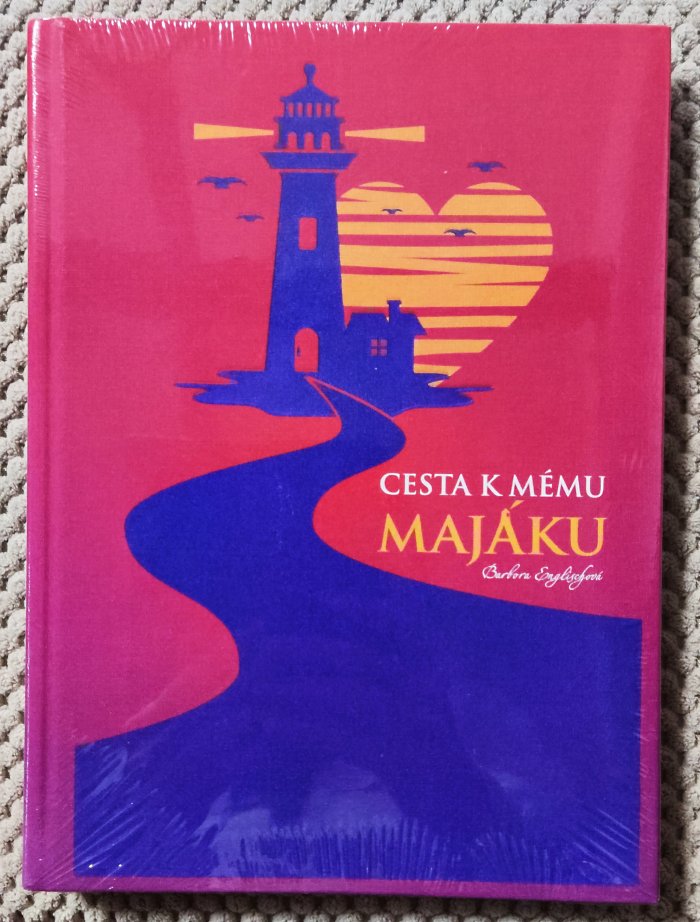 CESTA K MÉMU
MAJÁKU
Barbora Englischová